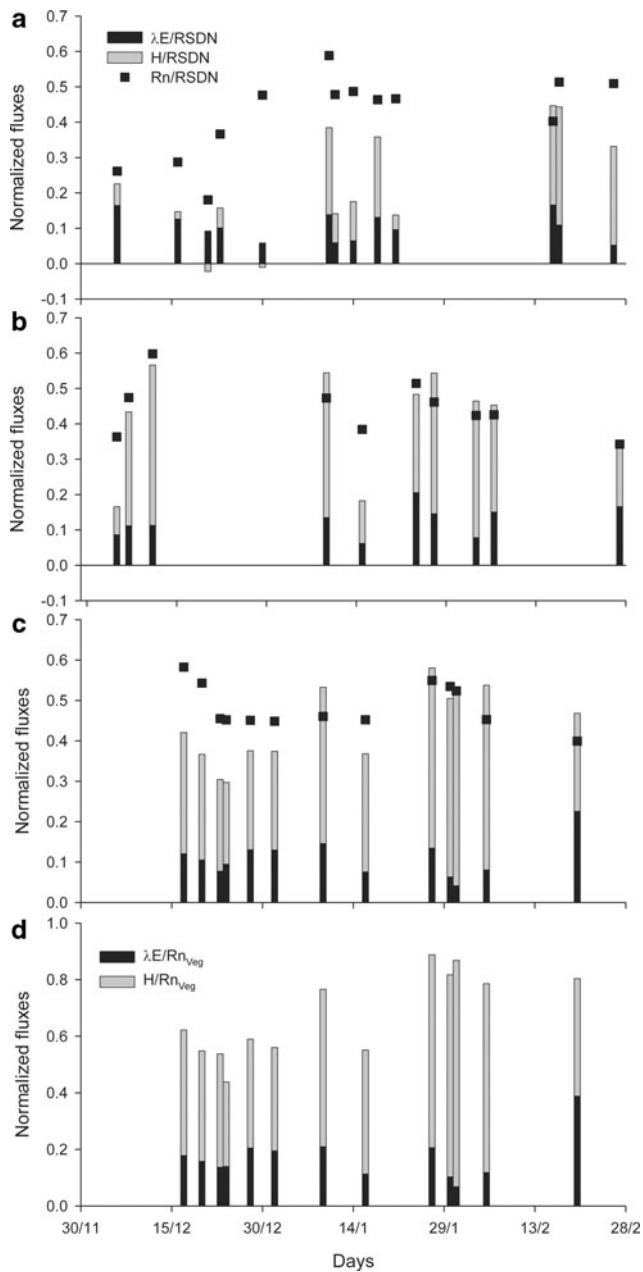 a
0.7
λE/RSDN
0.6
H/RSDN
0.5
Rn/RSDN
0.4
0.3
0.2
0.1
0.0
-0.1
Normalized fluxes
b
0.7
0.6
0.5
0.4
0.3
0.2
0.1
0.0
-0.1
Normalized fluxes
c
0.7
0.6
0.5
0.4
0.3
0.2
0.1
0.0
Normalized fluxes
d
1.0
λE/RnVeg
H/RnVeg
0.8
0.6
0.4
0.2
0.0
Normalized fluxes
30/11 15/12 30/12 14/1 29/1 13/2 28/2
Days